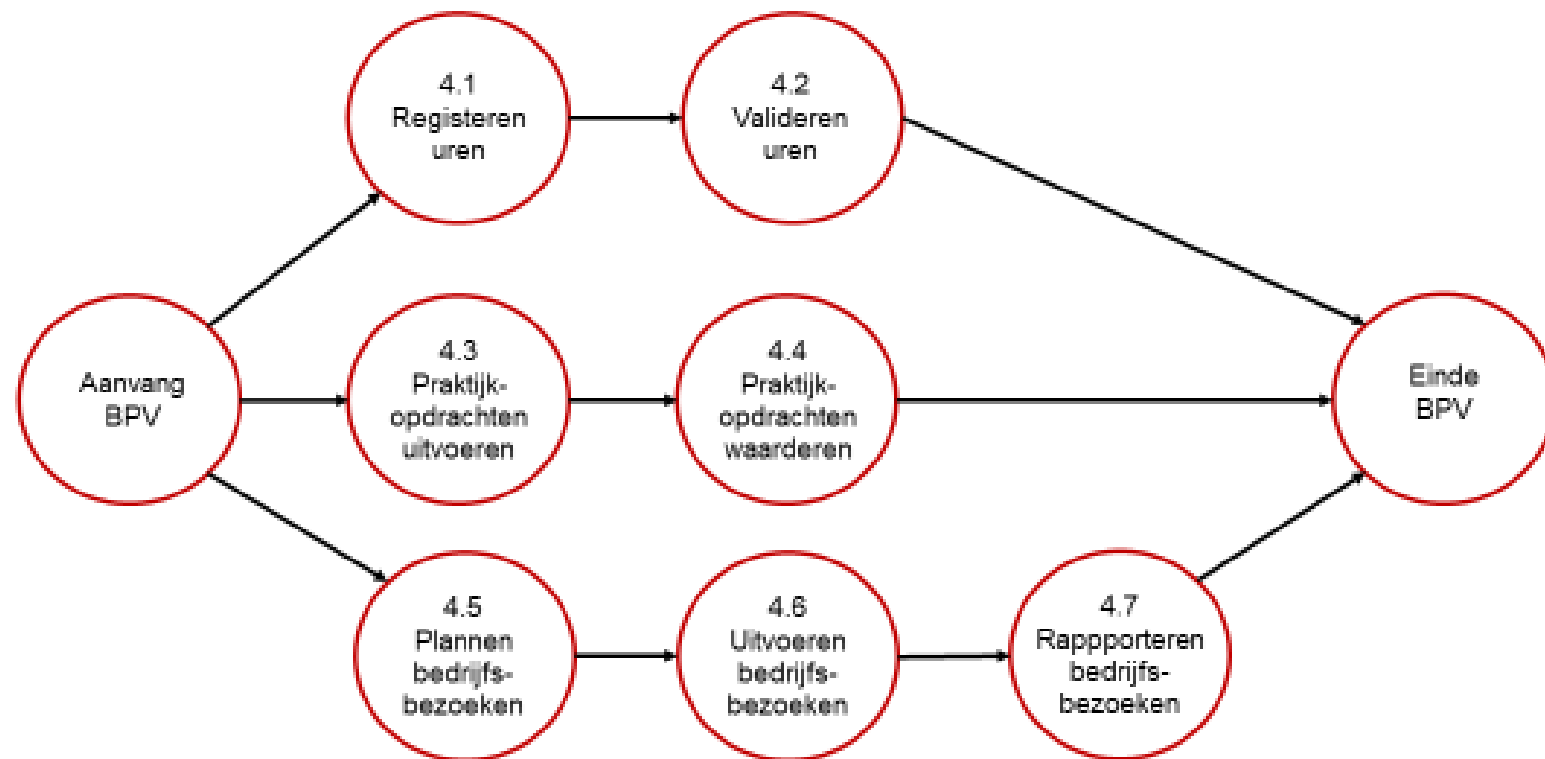 4.1
Registeren
uren
4.2
Valideren
uren
Aanvang
BPV
4.3
Praktijk-
opdrachten
uitvoeren
4.4
Praktijk-
opdrachten
waarderen
Einde
BPV
4.5
Plannen
bedrijfs-
bezoeken
4.6
Uitvoeren
bedrijfs-
bezoeken
4.7
Rappporteren
bedrijfs-
bezoeken